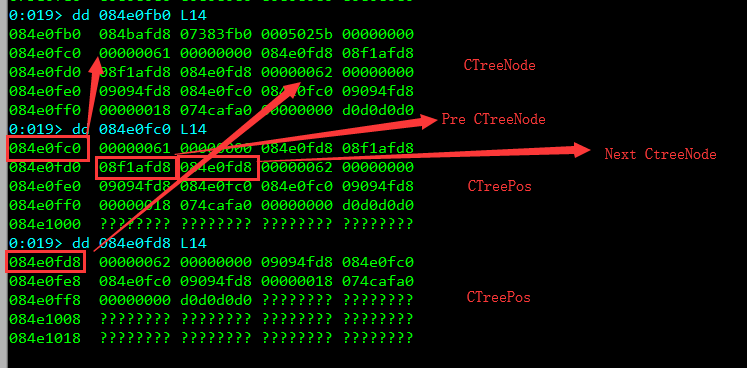 0:019> dd 084e0fb0 L14
084e0fb0 084bafd8 07383fb0 0005025b 00000000
084e0fc0 00000061 00000000 084e0fd8 08f1afd8
CTreeNode
084e0fd0 08f1afd8 084e0fd8 00000062 00000000
084e0fe0 09094fd8 084e0fc0 084e0fc0 09094fd8
084e0ff0 00000018 074cafa0 00000000 d0d0d0d0
Pre CTreeNode
0:019> dd 084e0fc0 L14
084e0fc0 00000061 00000000 084e0fd8 08f1afd8
Next CtreeNode
084e0fd0 08f1afd8 084e0fd8 00000062 00000000
084e0fe0 09094fd8 084e0fc0 084e0fc0 09094fd8
CTreePos
084e0ff0 00000018 074cafa0 00000000 d0d0d0d0
084e1000 ???????? ???????? ???????? ????????
0:019> dd 084e0fd8 L14
084e0fd8 00000062 00000000 09094fd8 084e0fc0
084e0fe8 084e0fc0 09094fd8 00000018 074cafa0
084e0ff8 00000000 d0d0d0d0 ???????? ????????
CTreePos
084e1008 ???????? ???????? ???????? ????????
084e1018 ???????? ???????? ???????? ????????